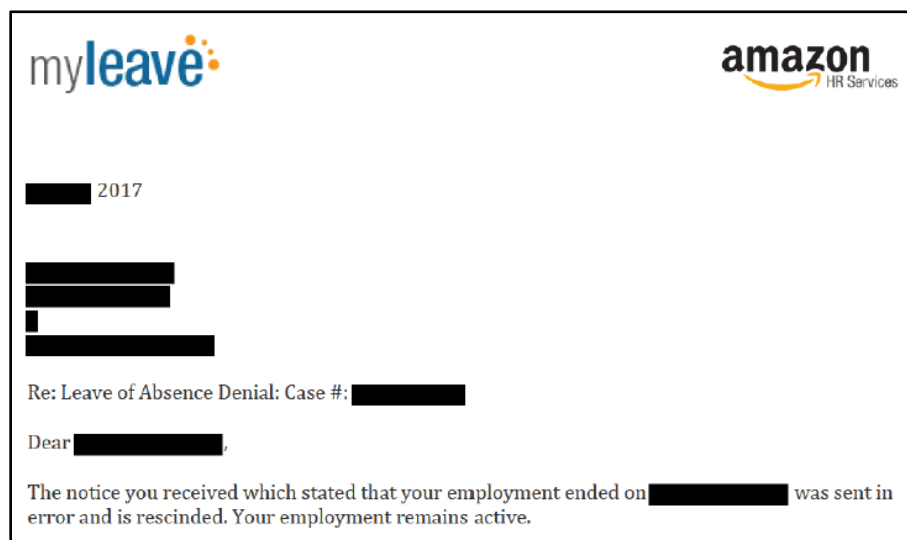 myleave
amazon
HR Services
2017
Re: Leave of Absence Denial: Case #:
Dear ,
The notice you received which stated that your employment ended on was sent in
error and is rescinded. Your employment remains active.